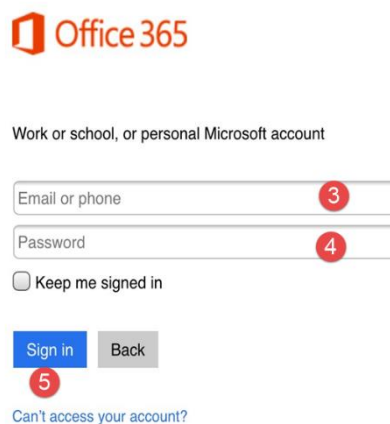 Office 365
Work or school, or personal Microsoft account
Email or phone 3
Password 4
Keep me signed in
Sign in Back
5
Can't access your account?